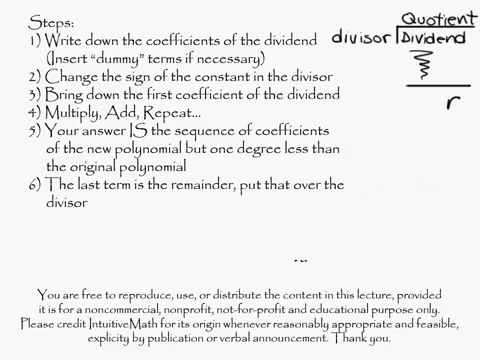 Steps:
1) Write down the coefficients of the dividend
(Insert “dummy” terms if necessary)
2) Change the sign of the constant in the divisor
3) Bring down the first coefficient of the dividend
4) Multiply, Add, Repeat...
5) Your answer IS the sequence of coefficients
of the new polynomial but one degree less than
the original polynomial
6) The last term is the remainder, put that over the
divisor
Quotient
divisor Dividend
r
You are free to reproduce, use, or distribute the content in this lecture, provided
it is for a noncommercial, nonprofit, not-for-profit and educational purpose only.
Please credit IntuitiveMath for its origin whenever reasonably appropriate and feasible,
explicity by publication or verbal announcement. Thank you.